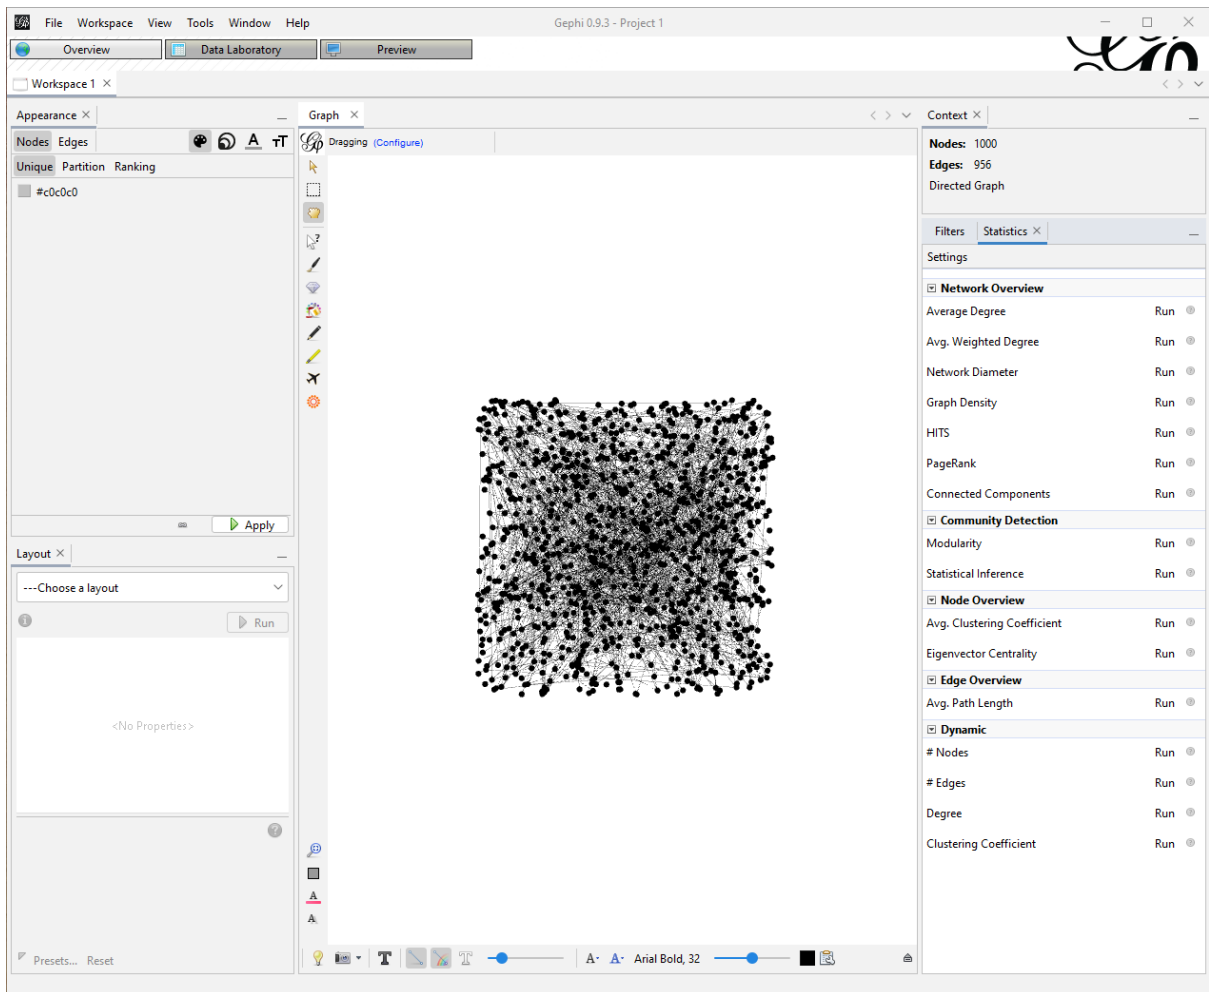 File Workspace View Tools Window Help
Gephi 0.9.3 - Project 1
Overview
Data Laboratory
Preview
Workspace 1
Appearance
Nodes Edges
Unique Partition Ranking
#c0c0c0
Apply
Layout
---Choose a layout
Run
<No Properties>
Presets... Reset
Graph
Dragging (Configure)
Arial Bold, 32
Context
Nodes: 1000
Edges: 956
Directed Graph
Filters Statistics
Settings
Network Overview
Average Degree Run
Avg. Weighted Degree Run
Network Diameter Run
Graph Density Run
HITS Run
PageRank Run
Connected Components Run
Community Detection
Modularity Run
Statistical Inference Run
Node Overview
Avg. Clustering Coefficient Run
Eigenvector Centrality Run
Edge Overview
Avg. Path Length Run
Dynamic
# Nodes Run
# Edges Run
Degree Run
Clustering Coefficient Run